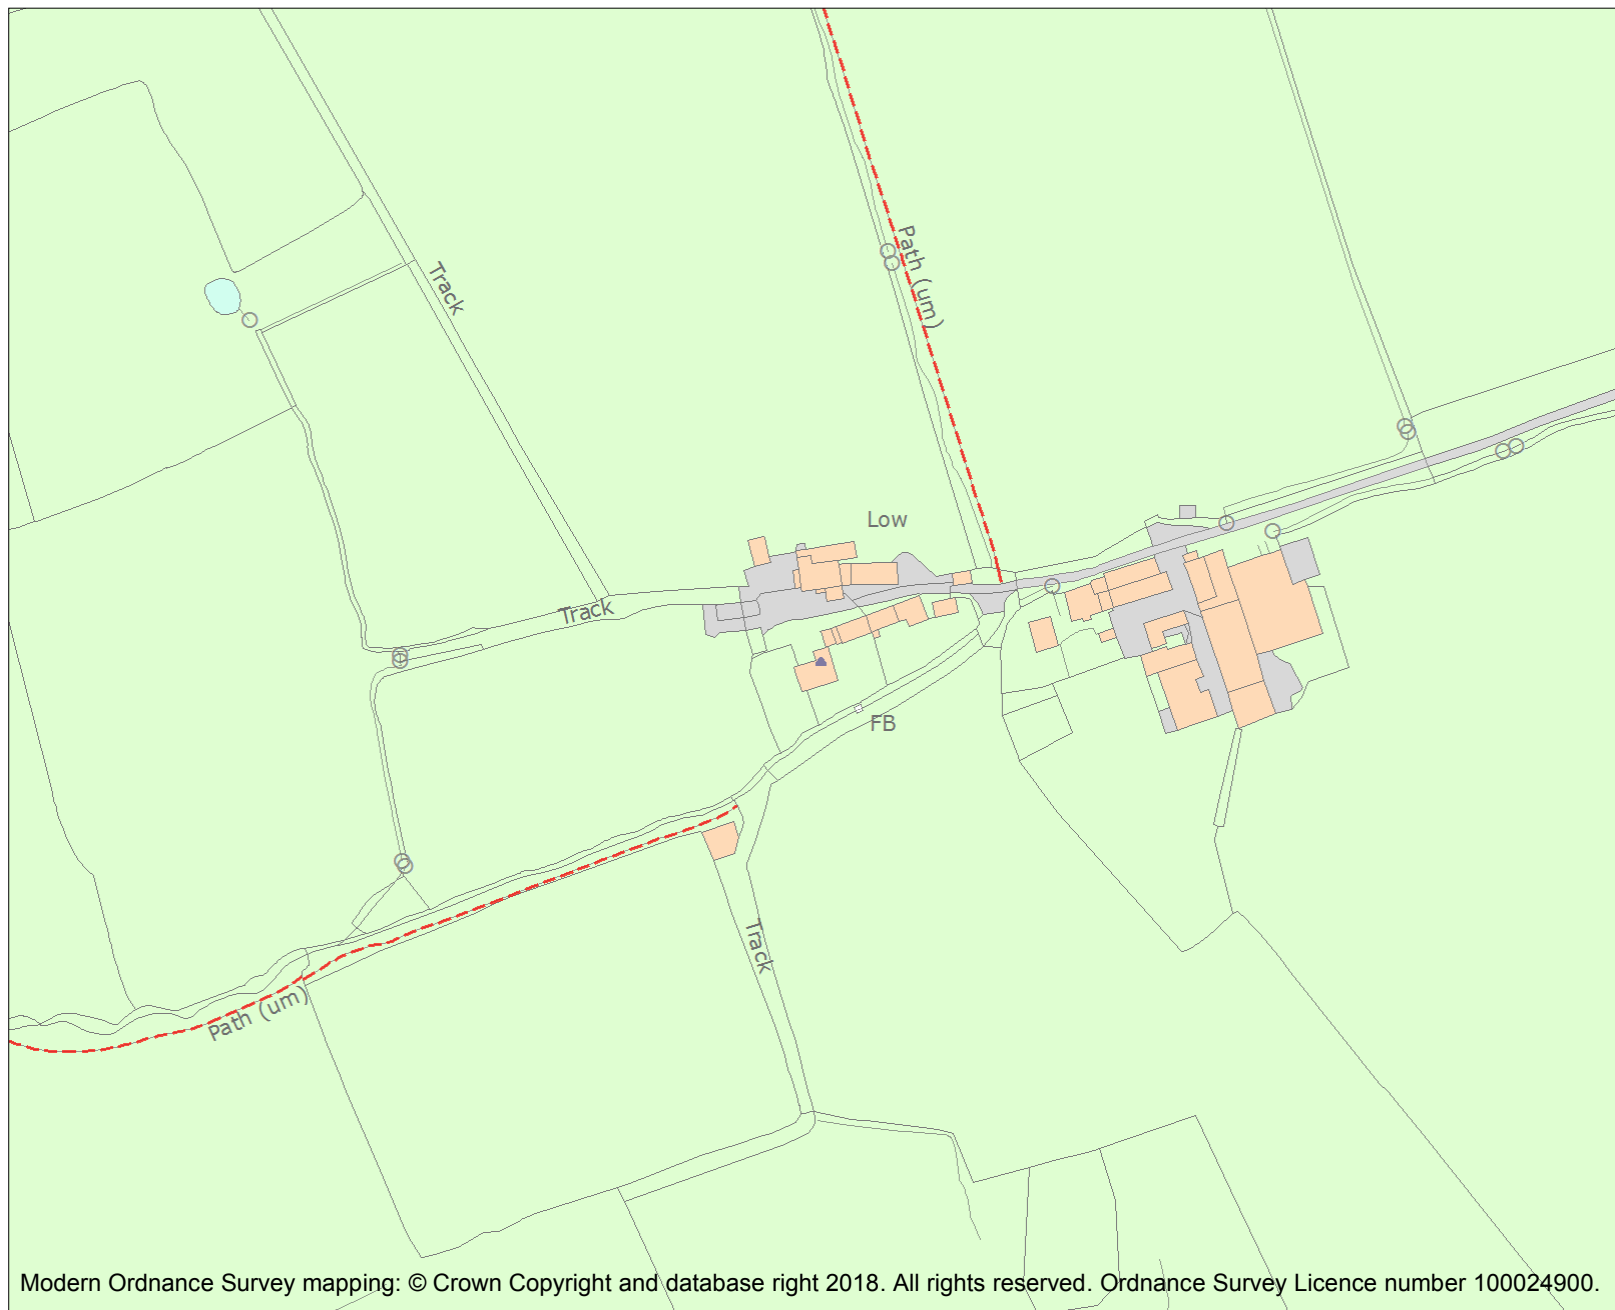 Path (um)
Track
Low
Track
FB
Track
Path (um)
Modern Ordnance Survey mapping: © Crown Copyright and database right 2018. All rights reserved. Ordnance Survey Licence number 100024900.